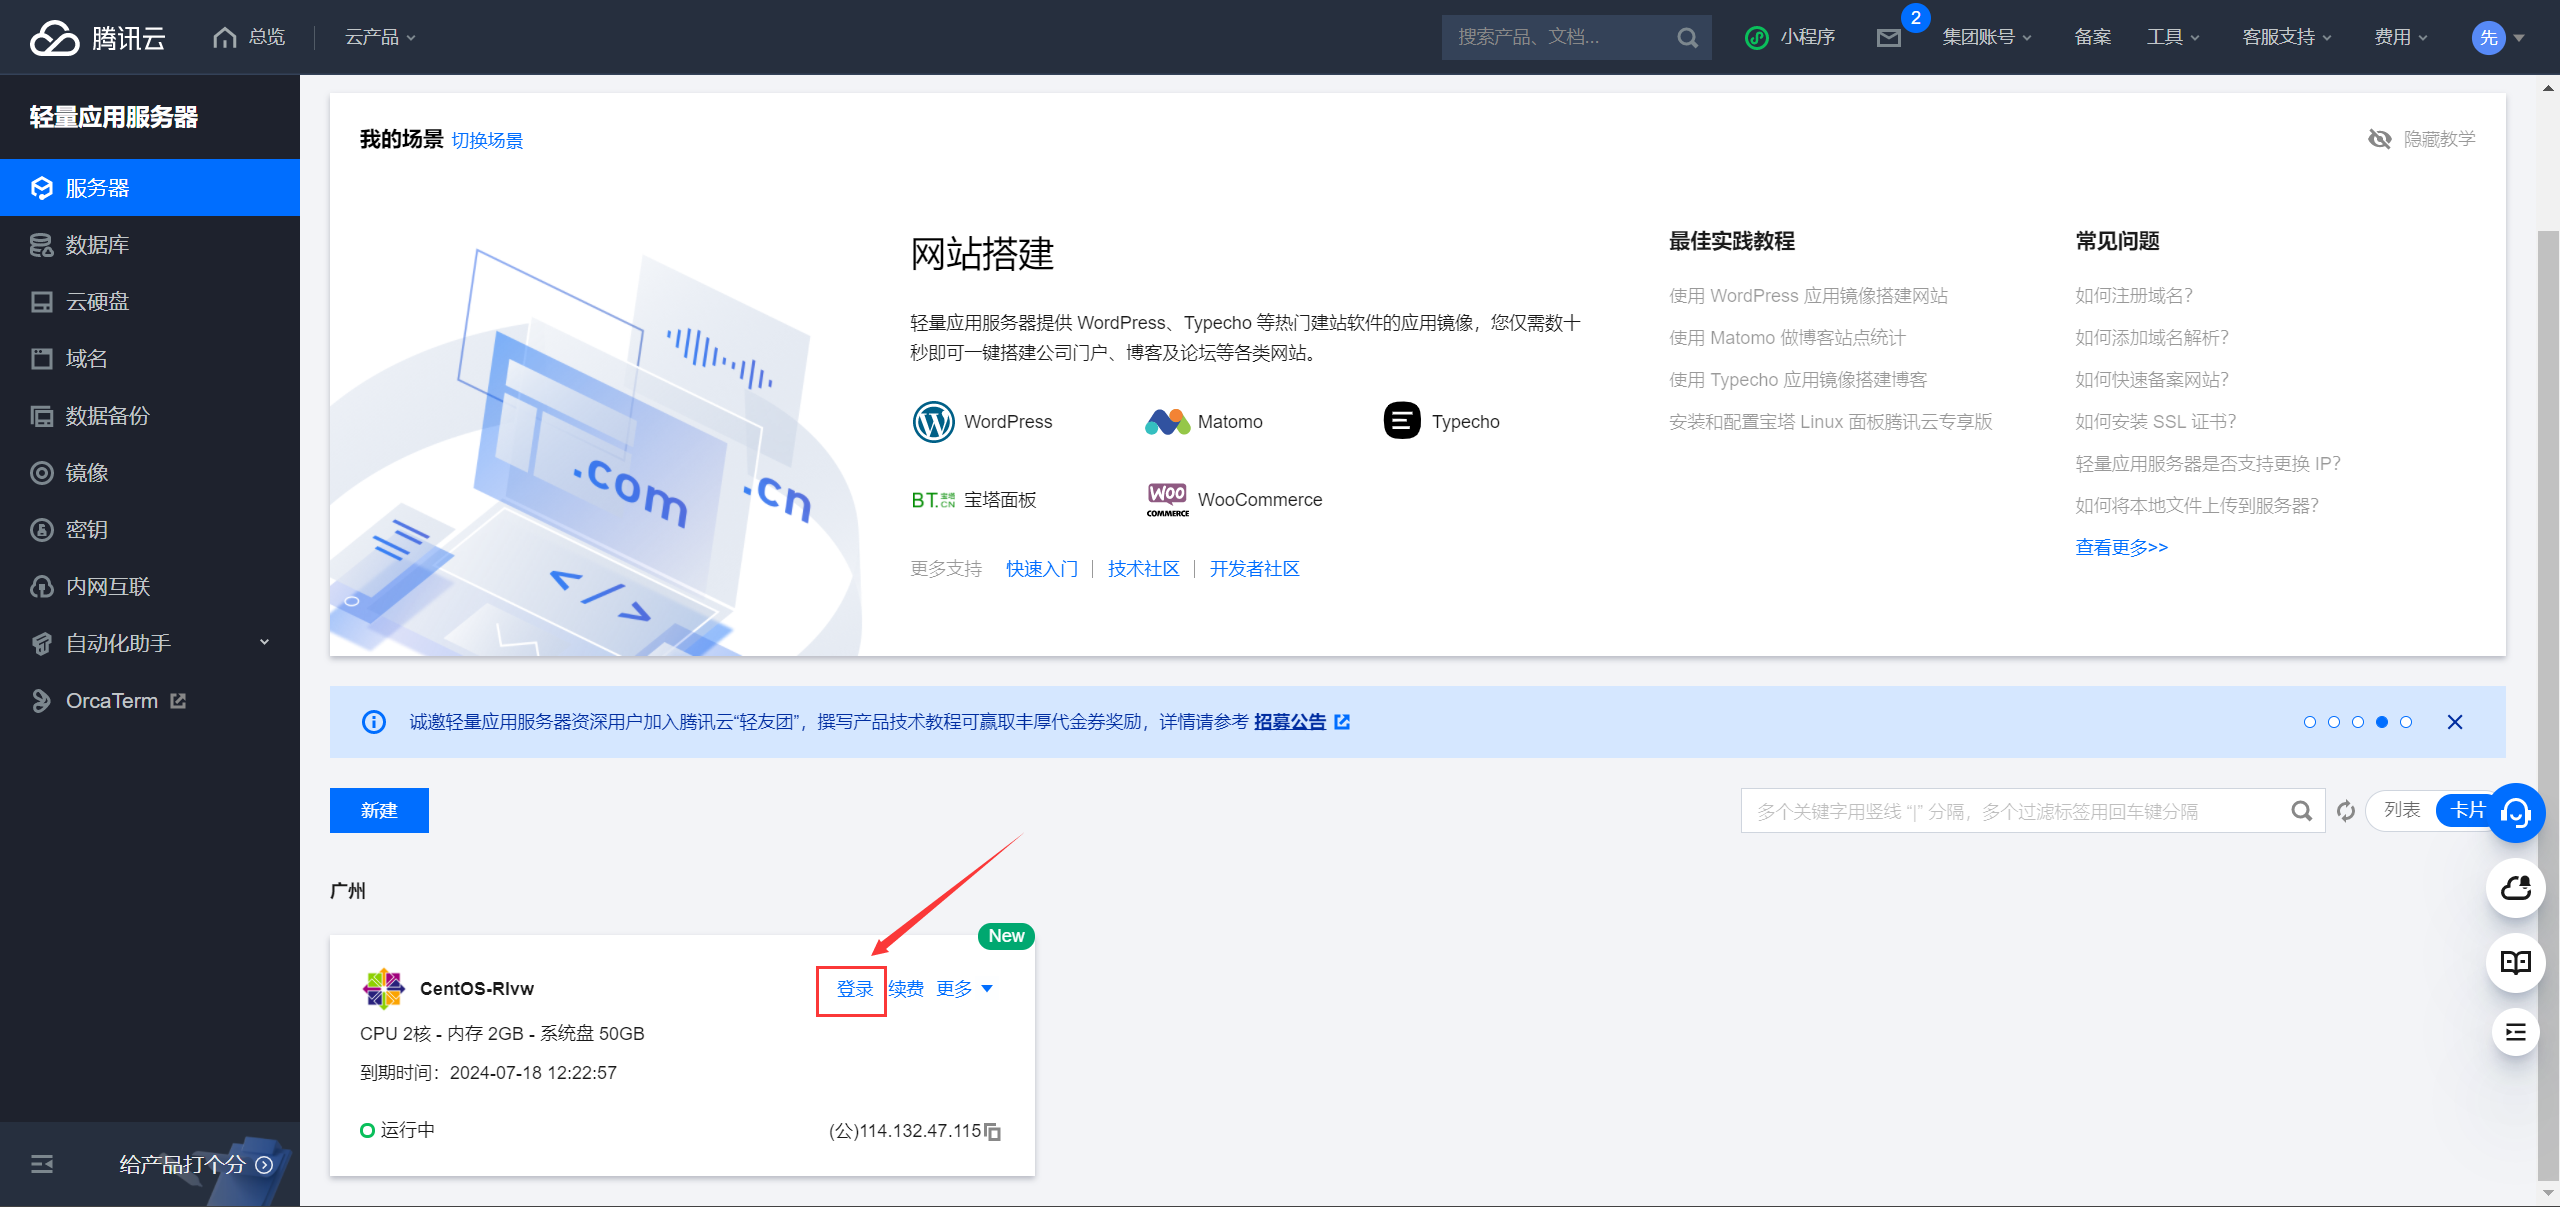 腾讯云 总览 云产品 搜索产品、文档... 小程序 2 集团账号 备案 工具 客服支持 费用 先
轻量应用服务器
服务器
数据库
云硬盘
域名
数据备份
镜像
密钥
内网互联
自动化助手
OrcaTerm
给产品打个分
我的场景 切换场景 隐藏教学
.com
.cn
</>
网站搭建
轻量应用服务器提供 WordPress、Typecho 等热门建站软件的应用镜像，您仅需数十
秒即可一键搭建公司门户、博客及论坛等各类网站。
WordPress Matomo Typecho
BT.CN 宝塔 宝塔面板 WOO COMMERCE WooCommerce
更多支持 快速入门 | 技术社区 | 开发者社区
最佳实践教程
使用 WordPress 应用镜像搭建网站
使用 Matomo 做博客站点统计
使用 Typecho 应用镜像搭建博客
安装和配置宝塔 Linux 面板腾讯云专享版
常见问题
如何注册域名？
如何添加域名解析？
如何快速备案网站？
如何安装 SSL 证书？
轻量应用服务器是否支持更换 IP？
如何将本地文件上传到服务器？
查看更多>>
诚邀轻量应用服务器资深用户加入腾讯云“轻友团”，撰写产品技术教程可赢取丰厚代金券奖励，详情请参考 招募公告
新建 多个关键字用竖线 “|” 分隔，多个过滤标签用回车键分隔 列表 卡片
广州
New
CentOS-Rlvw 登录 续费 更多
CPU 2核 - 内存 2GB - 系统盘 50GB
到期时间：2024-07-18 12:22:57
运行中 (公)114.132.47.115